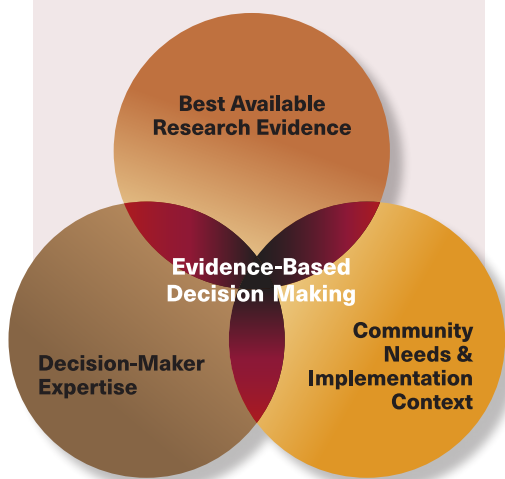 Best Available
Research Evidence
Evidence-Based
Decision Making
Decision-Maker
Expertise
Community
Needs &
Implementation
Context